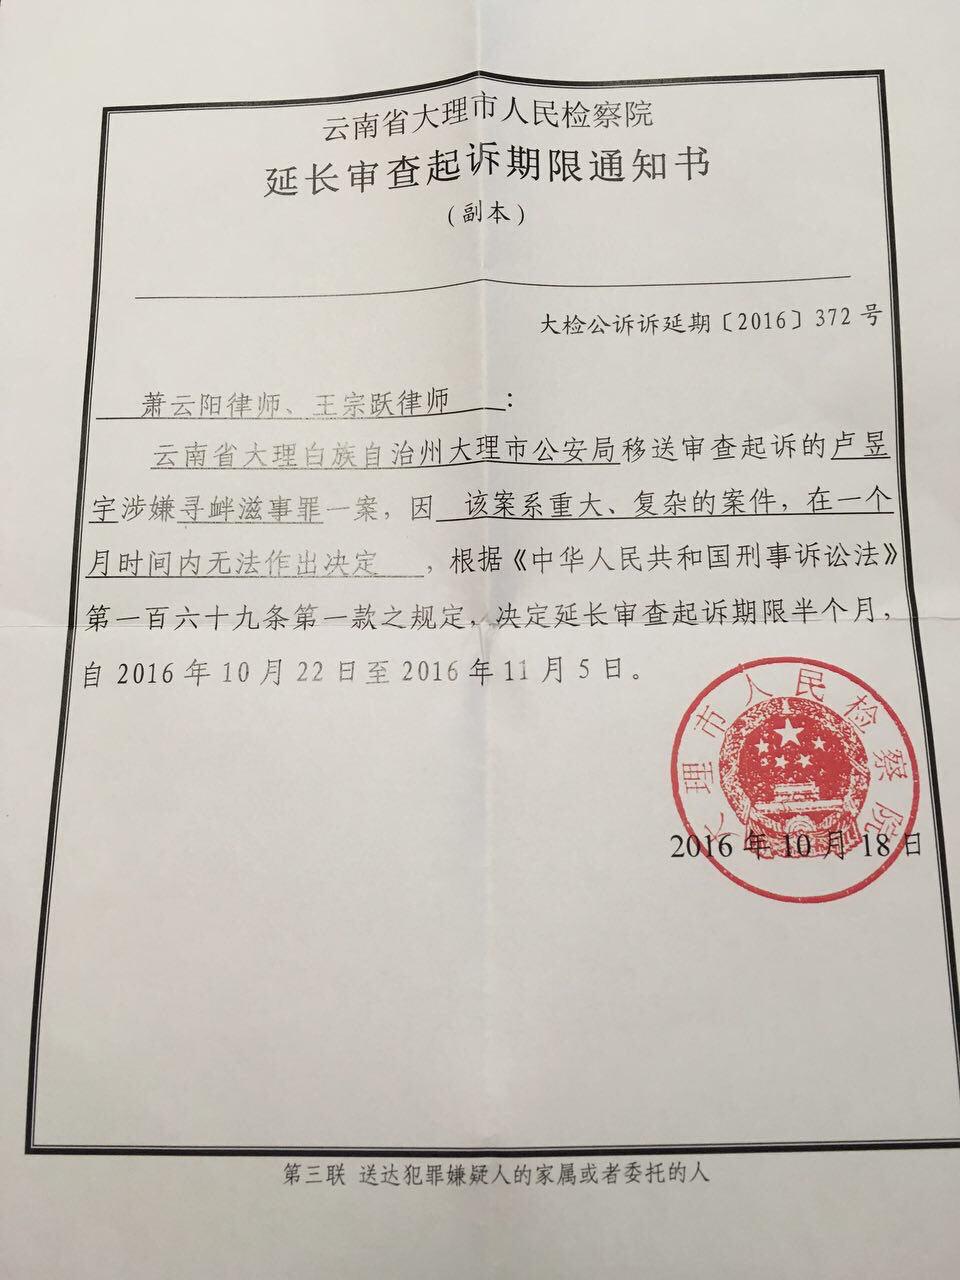 云南省大理市人民检察院
延长审查起诉期限通知书
(副本)
大检公诉诉延期〔2016〕372号
萧云阳律师、王宗跃律师:
云南省大理白族自治州大理市公安局移送审查起诉的卢昱
宇涉嫌寻衅滋事罪一案，因 该案系重大、复杂的案件，在一个
月时间内无法作出决定 ，根据《中华人民共和国刑事诉讼法》
第一百六十九条第一款之规定，决定延长审查起诉期限半个月，
自2016年10月22日至2016年11月5日。
大理市人民检察院
2016年10月18日
第三联 送达犯罪嫌疑人的家属或者委托的人